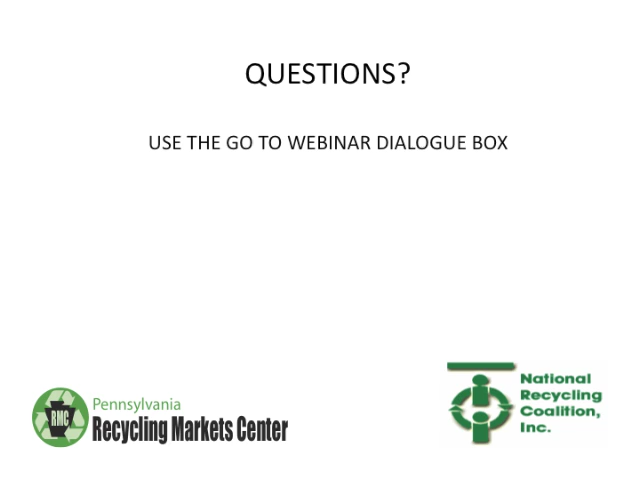 QUESTIONS?
USE THE GO TO WEBINAR DIALOGUE BOX
RMC
Pennsylvania
Recycling Markets Center
National
Recycling
Coalition,
Inc.